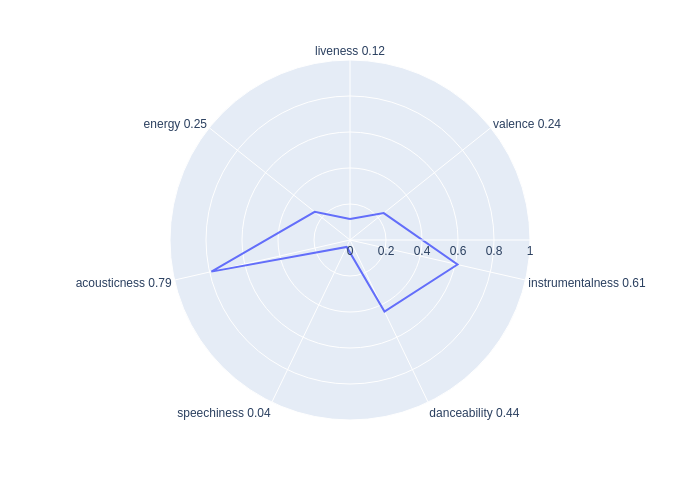 liveness 0.12
energy 0.25
valence 0.24
0 0.2 0.4 0.6 0.8 1
acousticness 0.79
instrumentalness 0.61
speechiness 0.04
danceability 0.44